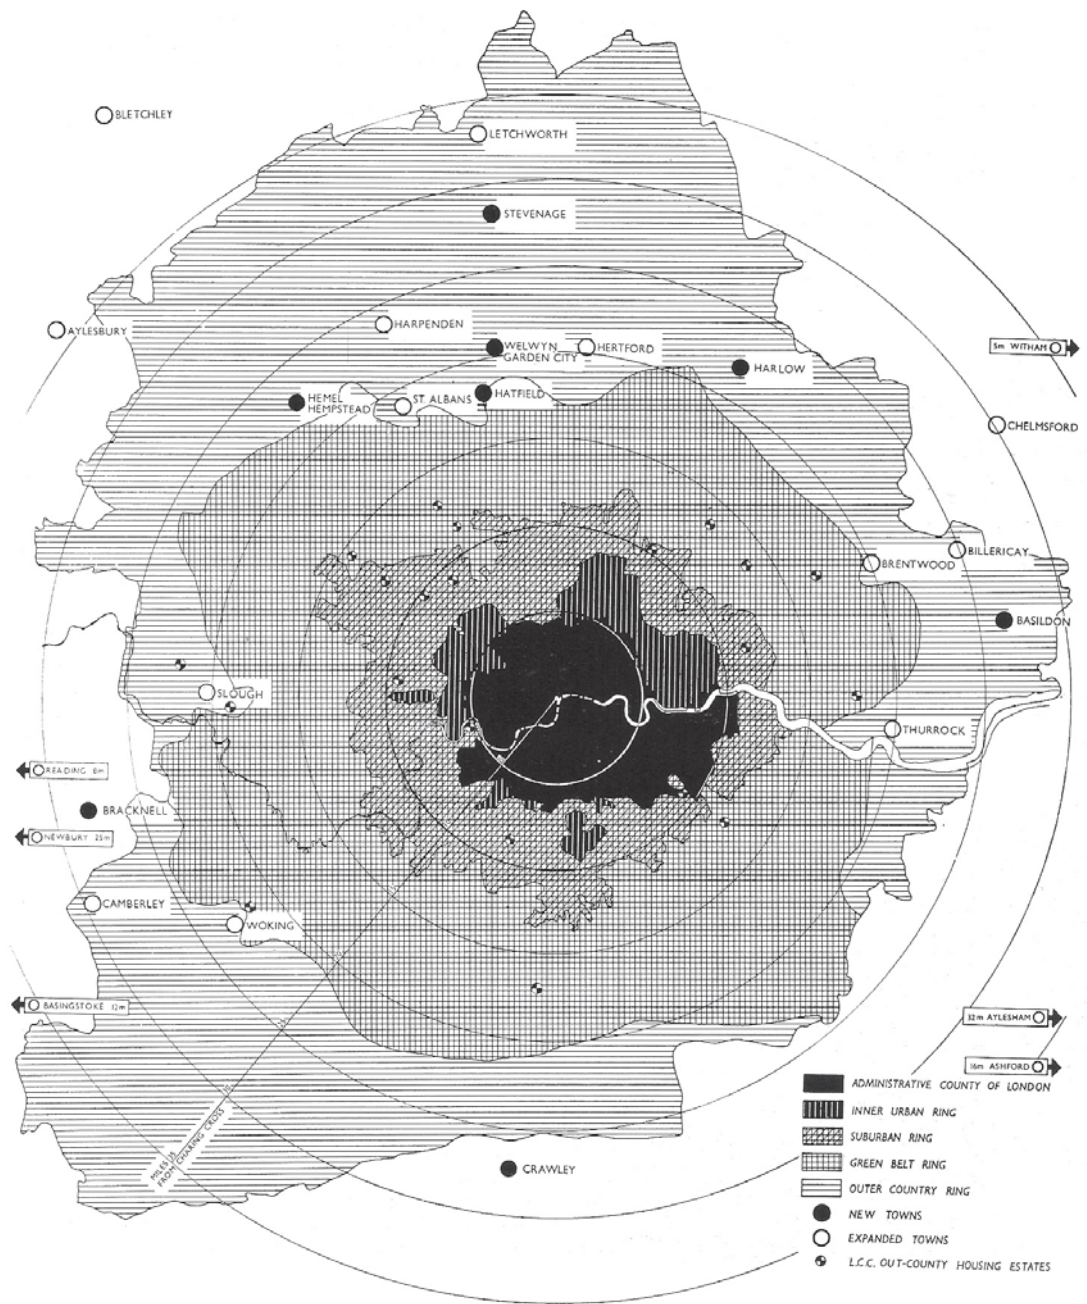 BLETCHLEY
LETCHWORTH
STEVENAGE
AYLESBURY
HARPENDEN
WELWYN
GARDEN CITY
HERTFORD
5m WITHAM
HARLOW
HEMEL
HEMPSTEAD
ST. ALBANS
HATFIELD
CHELMSFORD
BILLERICAY
BRENTWOOD
BASILDON
SLOUGH
THURROCK
READING 8m
BRACKNELL
NEWBURY 25m
CAMBERLEY
WOKING
BASINGSTOKE 12m
32m AYLESHAM
16m ASHFORD
MILES 35
FROM CHARING CROSS
30
CRAWLEY
ADMINISTRATIVE COUNTY OF LONDON
INNER URBAN RING
SUBURBAN RING
GREEN BELT RING
OUTER COUNTRY RING
NEW TOWNS
EXPANDED TOWNS
L.C.C. OUT-COUNTY HOUSING ESTATES